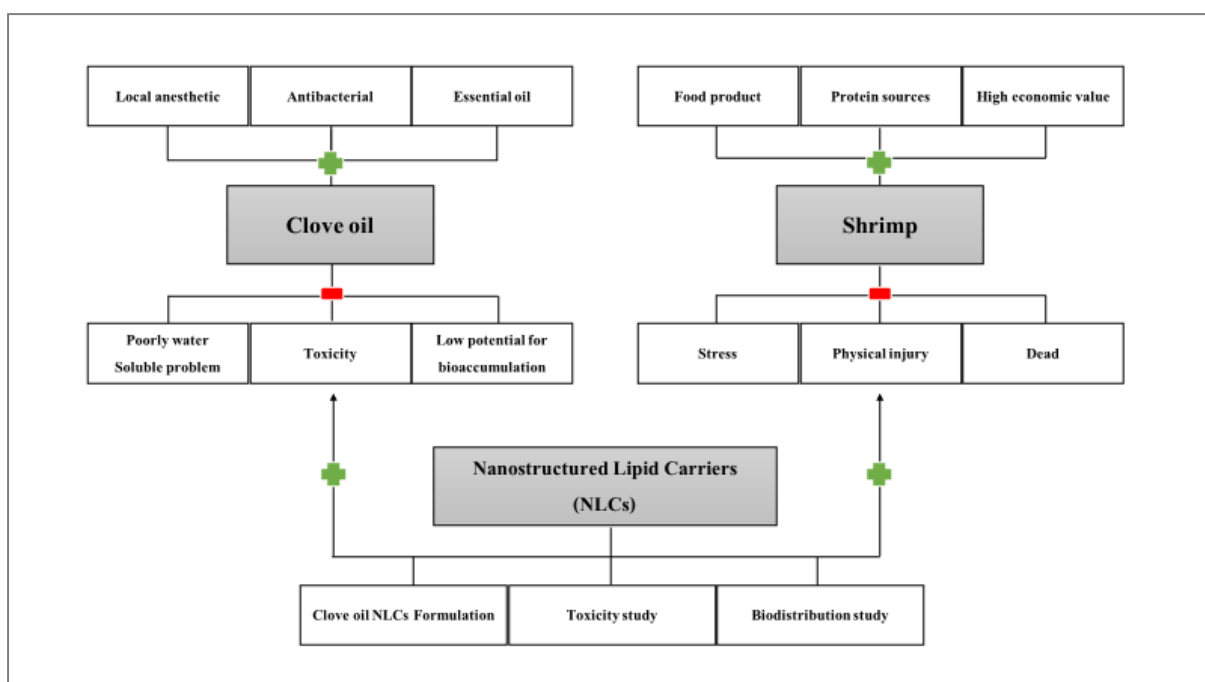 Local anesthetic
Antibacterial
Essential oil
Food product
Protein sources
High economic value
Clove oil
Shrimp
Poorly water
Soluble problem
Toxicity
Low potential for
bioaccumulation
Stress
Physical injury
Dead
Nanostructured Lipid Carriers
(NLCs)
Clove oil NLCs Formulation
Toxicity study
Biodistribution study